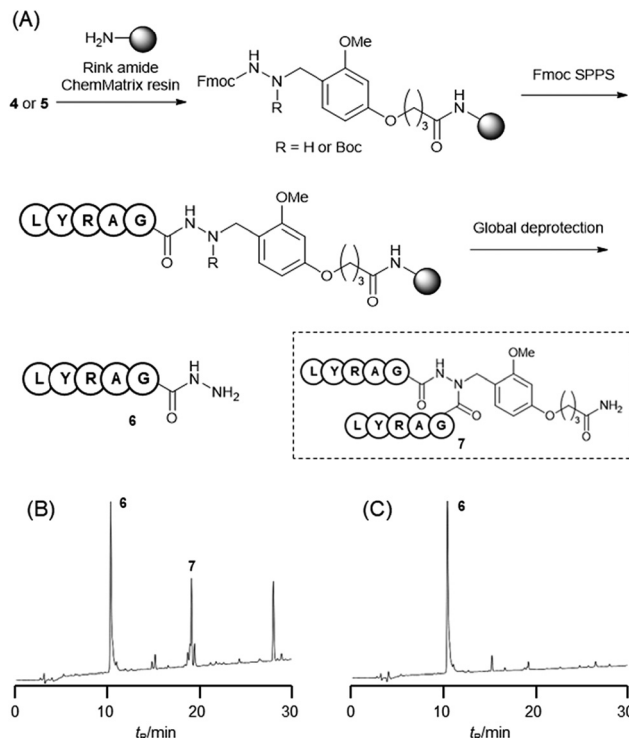 (A)
H2N
Rink amide
ChemMatrix resin
4 or 5
Fmoc
H
N
N
R
OMe
O
3
O
H
N
R = H or Boc
Fmoc SPPS
L Y R A G
O
H
N
N
R
OMe
O
3
O
H
N
Global deprotection
L Y R A G
O
H
N
NH2
6
L Y R A G
O
H
N
N
OMe
O
3
O
NH2
L Y R A G
O
7
(B)
6
7
0 10 20 30
tR/min
(C)
6
0 10 20 30
tR/min